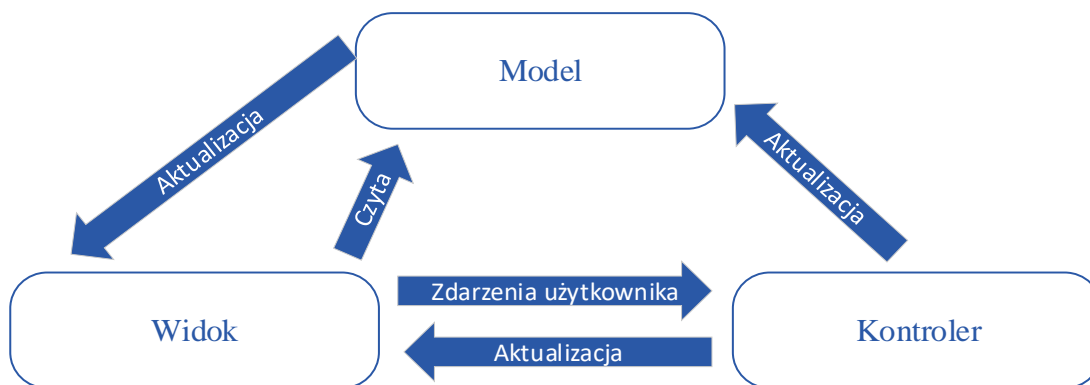 Model
Aktualizacja
Czyta
Aktualizacja
Zdarzenia użytkownika
Widok
Kontroler
Aktualizacja